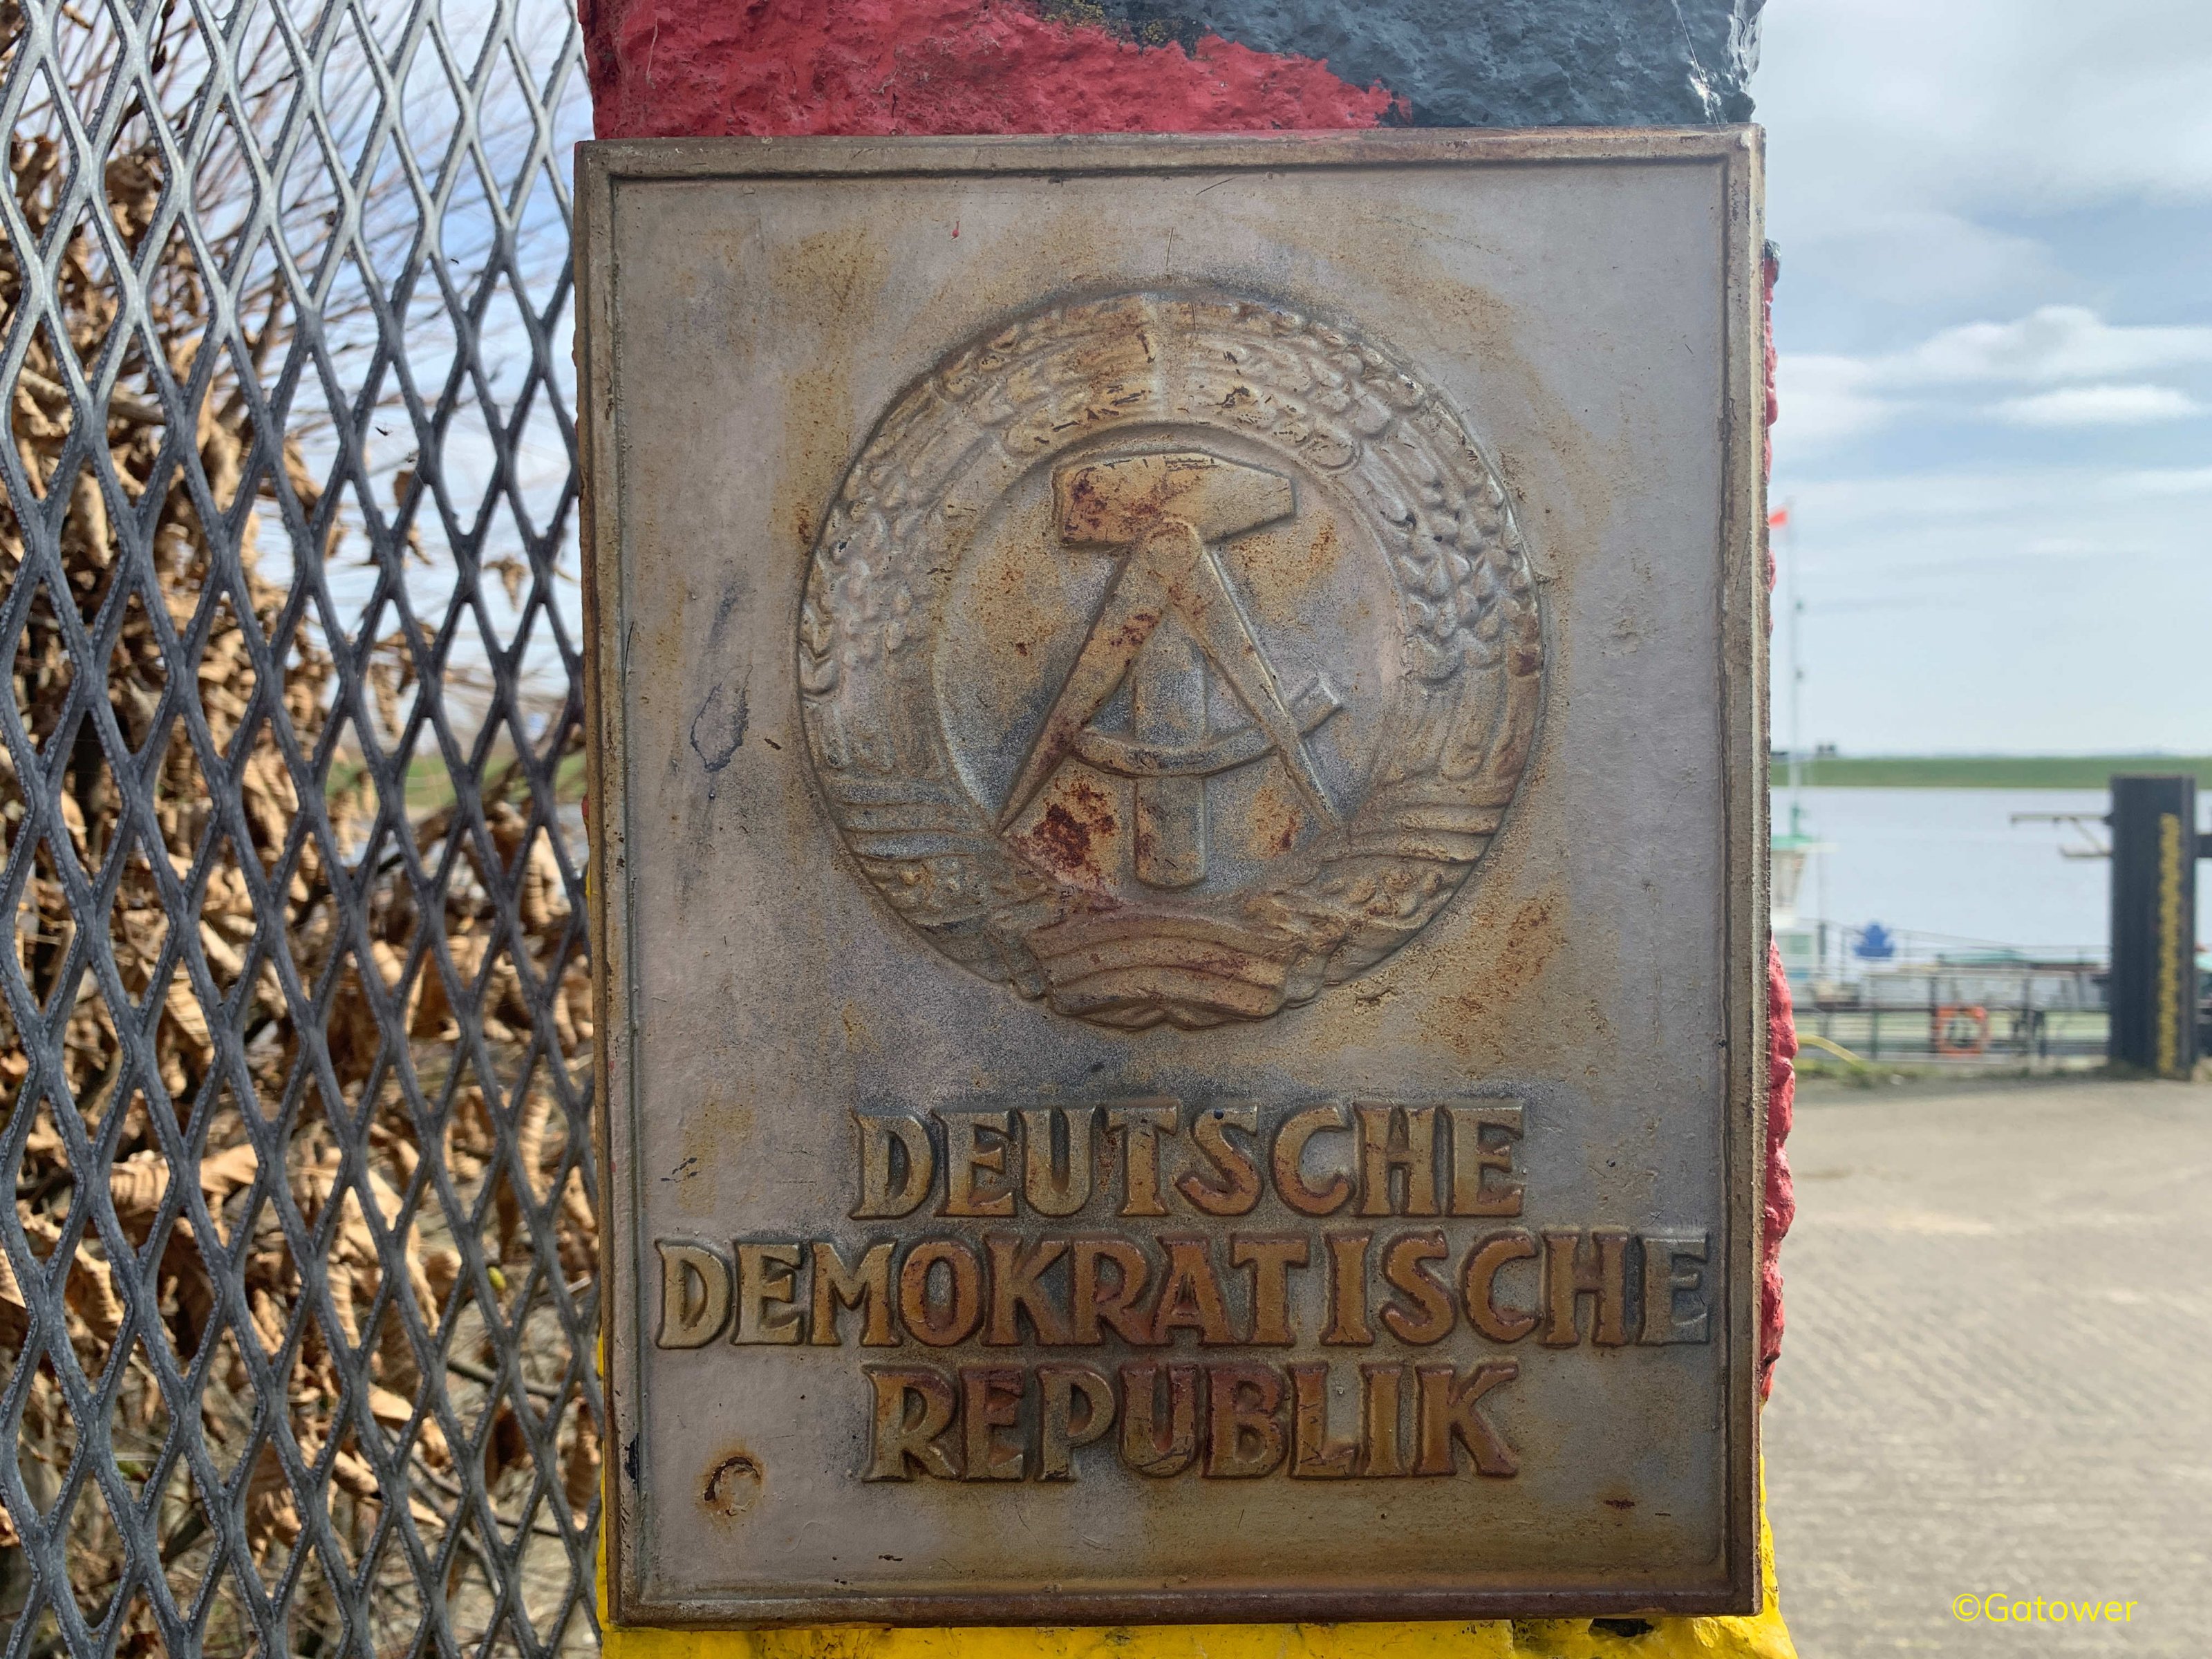 DEUTSCHE
DEMOKRATISCHE
REPUBLIK
©Gatower